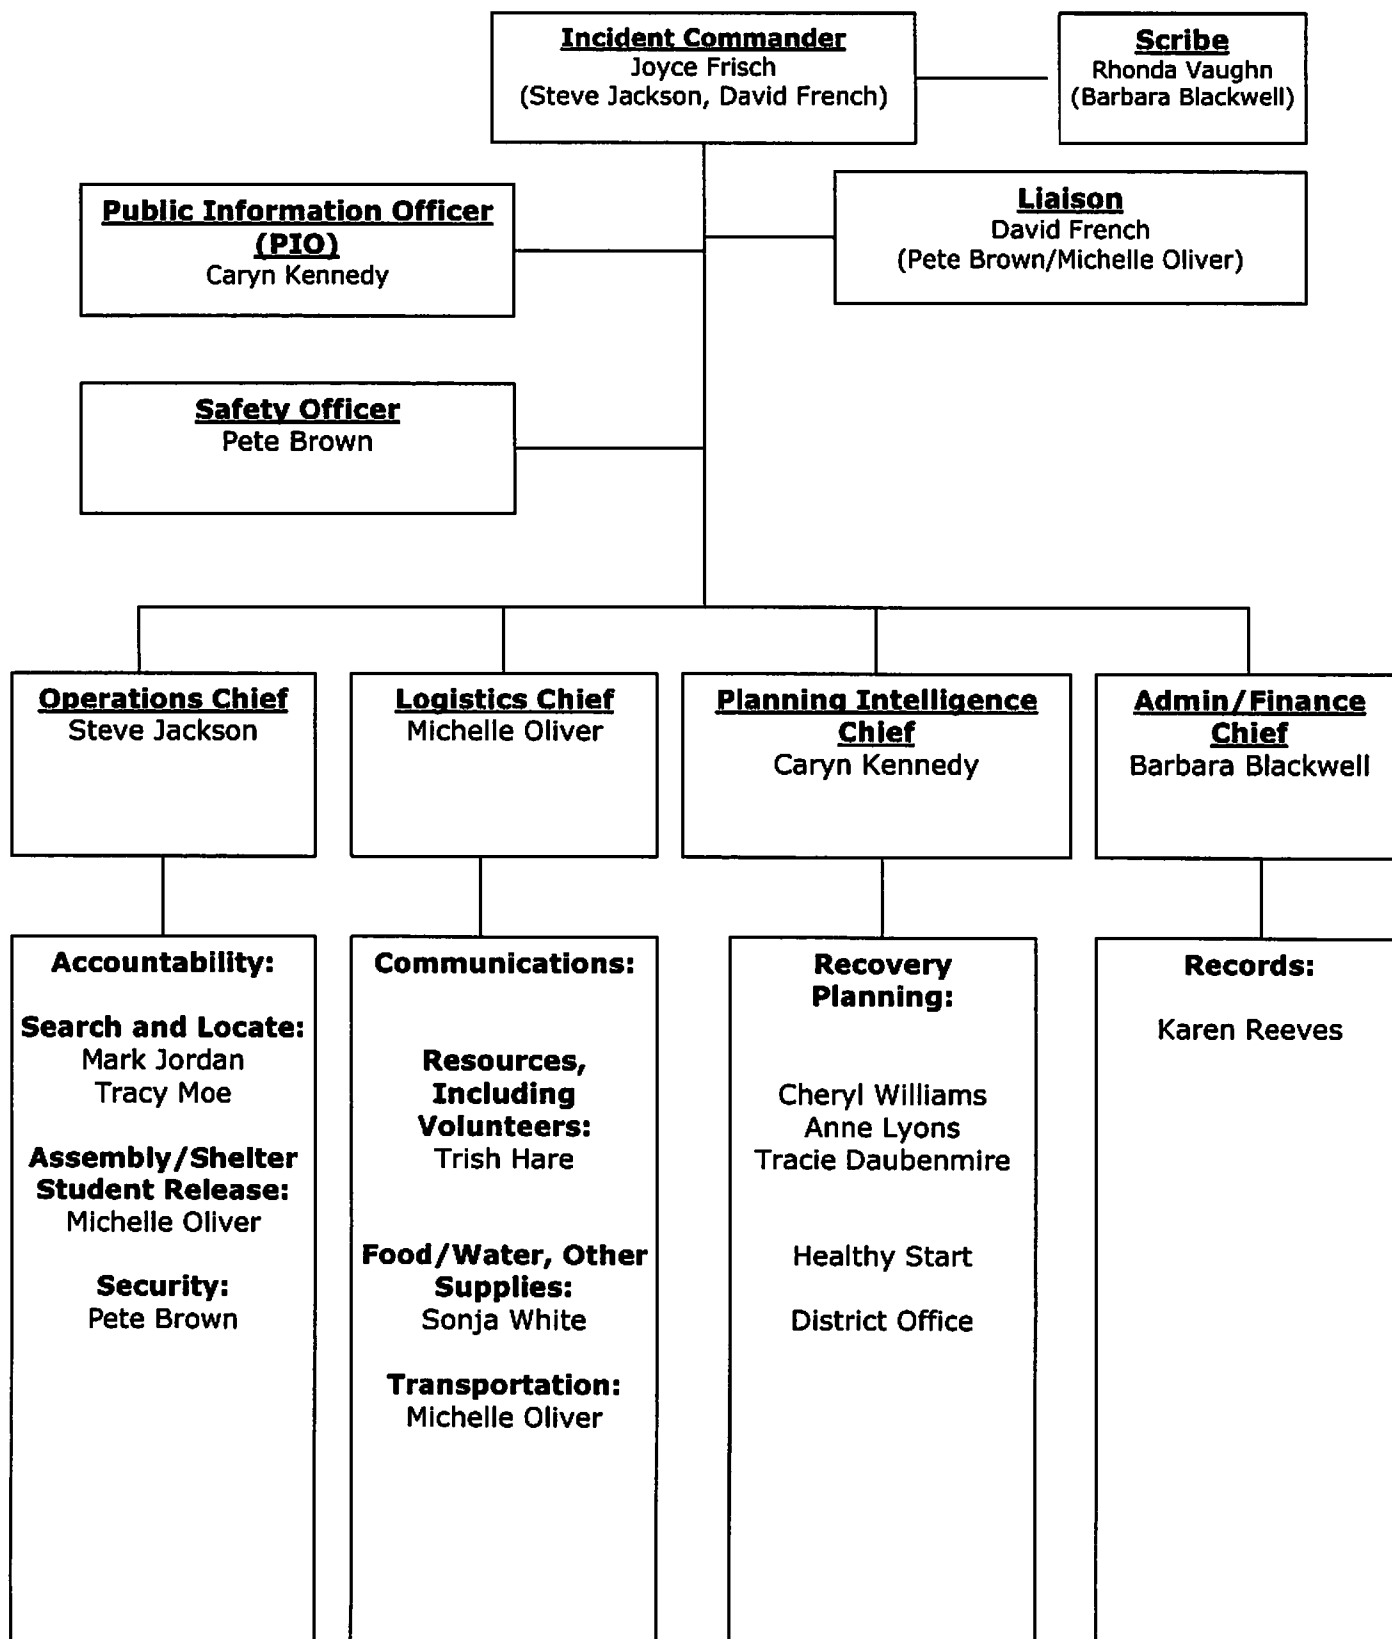 Incident Commander
Joyce Frisch
(Steve Jackson, David French)
Scribe
Rhonda Vaughn
(Barbara Blackwell)
Public Information Officer
(PIO)
Caryn Kennedy
Liaison
David French
(Pete Brown/Michelle Oliver)
Safety Officer
Pete Brown
Operations Chief
Steve Jackson
Logistics Chief
Michelle Oliver
Planning Intelligence
Chief
Caryn Kennedy
Admin/Finance
Chief
Barbara Blackwell
Accountability:
Search and Locate:
Mark Jordan
Tracy Moe
Assembly/Shelter
Student Release:
Michelle Oliver
Security:
Pete Brown
Communications:
Resources,
Including
Volunteers:
Trish Hare
Food/Water, Other
Supplies:
Sonja White
Transportation:
Michelle Oliver
Recovery
Planning:
Cheryl Williams
Anne Lyons
Tracie Daubenmire
Healthy Start
District Office
Records:
Karen Reeves